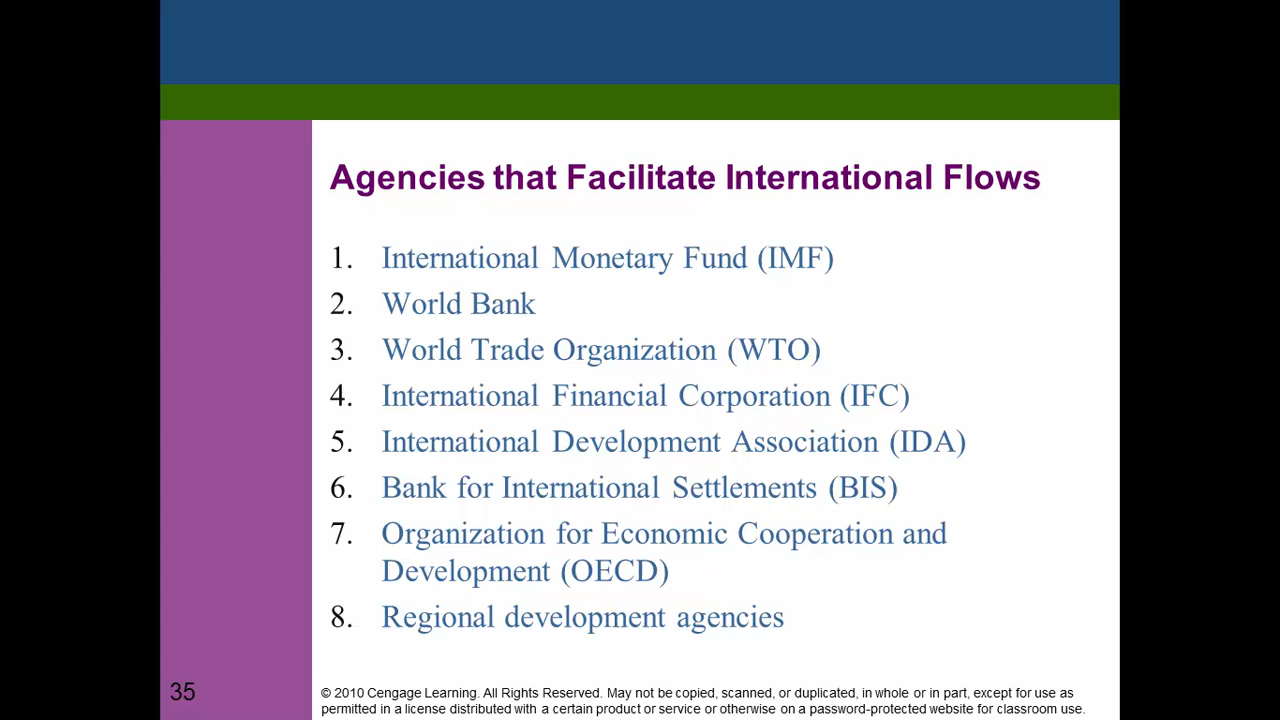 Agencies that Facilitate International Flows
1. International Monetary Fund (IMF)
2. World Bank
3. World Trade Organization (WTO)
4. International Financial Corporation (IFC)
5. International Development Association (IDA)
6. Bank for International Settlements (BIS)
7. Organization for Economic Cooperation and
Development (OECD)
8. Regional development agencies
35
© 2010 Cengage Learning. All Rights Reserved. May not be copied, scanned, or duplicated, in whole or in part, except for use as
permitted in a license distributed with a certain product or service or otherwise on a password-protected website for classroom use.